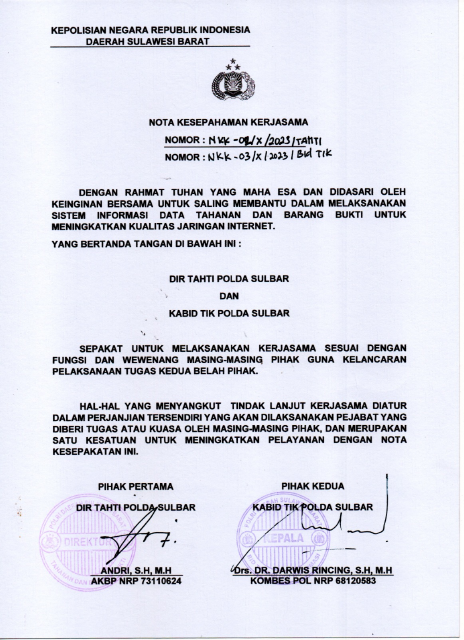 KEPOLISIAN NEGARA REPUBLIK INDONESIA
DAERAH SULAWESI BARAT
NOTA KESEPAHAMAN KERJASAMA
NOMOR : NKK - /X/2023/TAHTI
NOMOR : NKK - 03/X/2023/Bid TIK
DENGAN RAHMAT TUHAN YANG MAHA ESA DAN DIDASARI OLEH
KEINGINAN BERSAMA UNTUK SALING MEMBANTU DALAM MELAKSANAKAN
SISTEM INFORMASI DATA TAHANAN DAN BARANG BUKTI UNTUK
MENINGKATKAN KUALITAS JARINGAN INTERNET.
YANG BERTANDA TANGAN DI BAWAH INI :
DIR TAHTI POLDA SULBAR
DAN
KABID TIK POLDA SULBAR
SEPAKAT UNTUK MELAKSANAKAN KERJASAMA SESUAI DENGAN
FUNGSI DAN WEWENANG MASING-MASING PIHAK GUNA KELANCARAN
PELAKSANAAN TUGAS KEDUA BELAH PIHAK.
HAL-HAL YANG MENYANGKUT TINDAK LANJUT KERJASAMA DIATUR
DALAM PERJANJIAN TERSENDIRI YANG AKAN DILAKSANAKAN PEJABAT YANG
DIBERI TUGAS ATAU KUASA OLEH MASING-MASING PIHAK, DAN MERUPAKAN
SATU KESATUAN UNTUK MENINGKATKAN PELAYANAN DENGAN NOTA
KESEPAKATAN INI.
PIHAK PERTAMA
DIR TAHTI POLDA SULBAR
DIREKTUR
ANDRI, S.H, M.H
AKBP NRP 73110624
PIHAK KEDUA
KABID TIK POLDA SULBAR
KEPALA
Drs. DR. DARWIS RINCING, S.H, M.H
KOMBES POL NRP 68120583